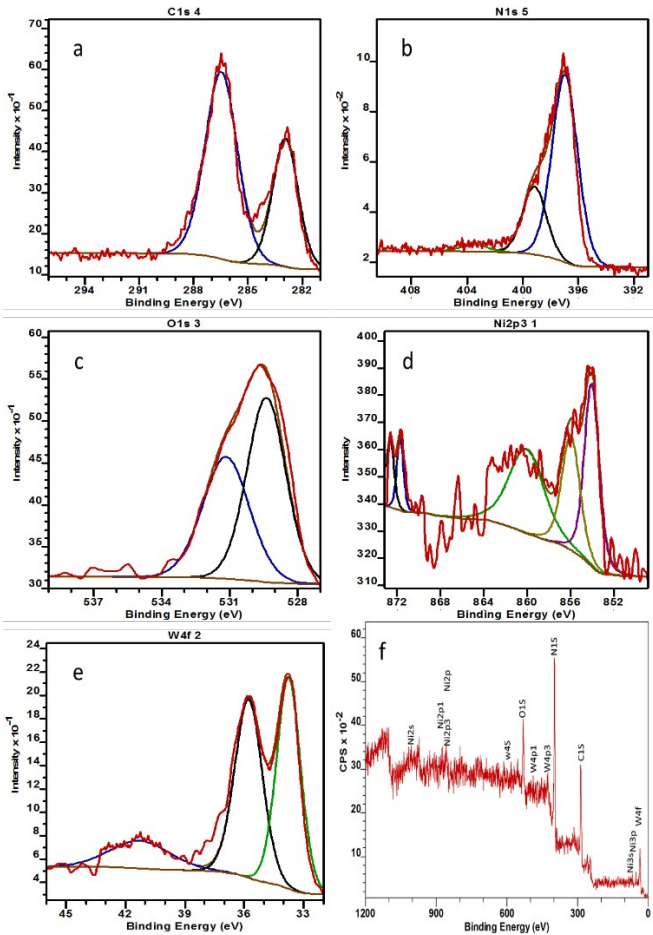 C1s 4
a
70
60
50
40
30
20
10
Intensity x 10-1
294
290
288
284
282
Binding Energy (eV)
N1s 5
b
10
8
6
4
2
Intensity x 10-2
408
404
400
396
392
Binding Energy (eV)
O1s 3
c
60
55
50
45
40
35
30
Intensity x 10-1
537
534
531
528
Binding Energy (eV)
Ni2p3 1
d
400
390
380
370
360
350
340
330
320
310
Intensity
872
868
864
860
856
852
Binding Energy (eV)
W4f 2
e
24
22
20
18
16
14
12
10
8
6
4
Intensity x 10-1
45
42
39
36
33
Binding Energy (eV)
f
60
50
40
30
20
10
0
CPS x 10-2
Ni2s
Ni2p1
Ni2p3
Ni2p
w4S
O1S
W4p1
W4p3
N1S
C1S
Ni3s
Ni3p
W4f
1200
900
600
300
0
Binding Energy (eV)